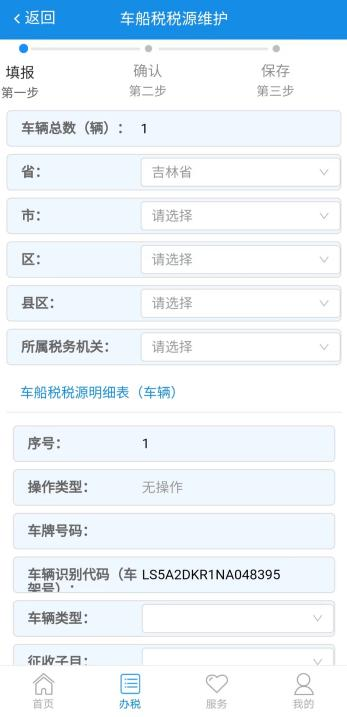 返回
车船税税源维护
填报
第一步
确认
第二步
保存
第三步
车辆总数（辆）： 1
省： 吉林省
市： 请选择
区： 请选择
县区： 请选择
所属税务机关： 请选择
车船税税源明细表（车辆）
序号： 1
操作类型： 无操作
车牌号码：
车辆识别代码（车 LS5A2DKR1NA048395
架号）：
车辆类型：
征收子目：
首页
办税
服务
我的